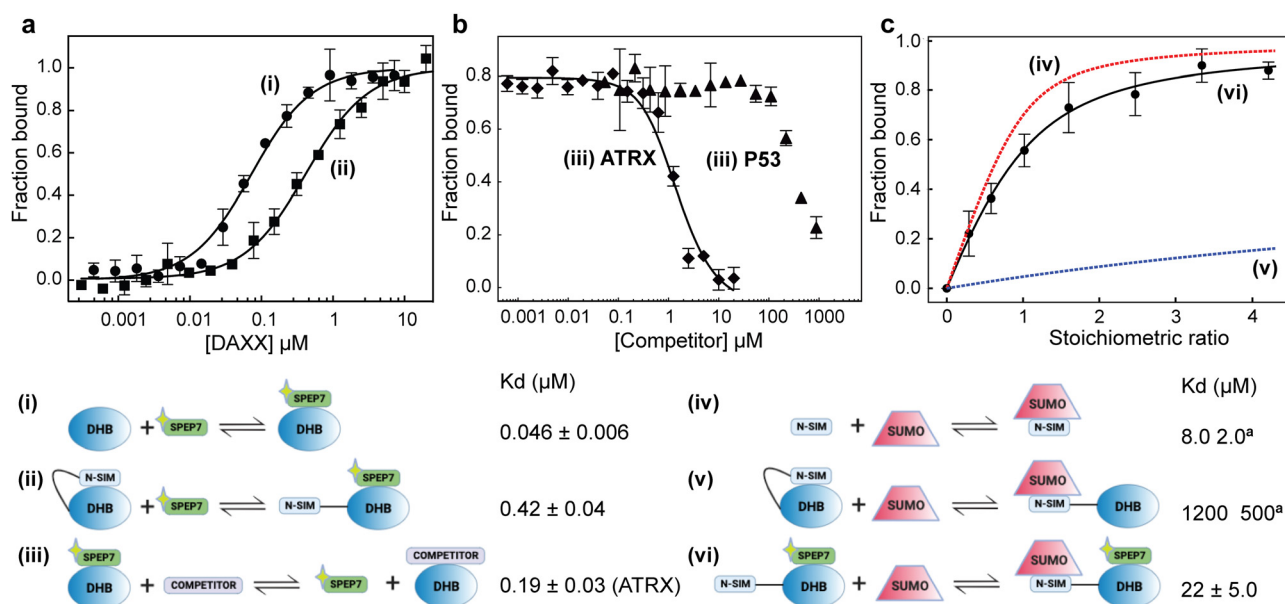 a
b
c
1.0
0.8
0.6
0.4
0.2
0.0
Fraction bound
(i)
(ii)
0.001
0.01
0.1
1
10
[DAXX] µM
1.0
0.8
0.6
0.4
0.2
0.0
Fraction bound
(iii) ATRX
(iii) P53
0.001
0.01
0.1
1
10
100
1000
[Competitor] µM
1.0
0.8
0.6
0.4
0.2
0.0
Fraction bound
(iv)
(vi)
(v)
0
1
2
3
4
Stoichiometric ratio
Kd (µM)
(i) DHB + SPEP7 SPEP7 DHB 0.046 ± 0.006
(ii) N-SIM DHB + SPEP7 N-SIM SPEP7 DHB 0.42 ± 0.04
(iii) SPEP7 DHB + COMPETITOR SPEP7 + COMPETITOR DHB 0.19 ± 0.03 (ATRX)
Kd (µM)
(iv) N-SIM + SUMO SUMO N-SIM 8.0 2.0ª
(v) N-SIM DHB + SUMO SUMO N-SIM DHB 1200 500ª
(vi) N-SIM SPEP7 DHB + SUMO SUMO N-SIM SPEP7 DHB 22 ± 5.0